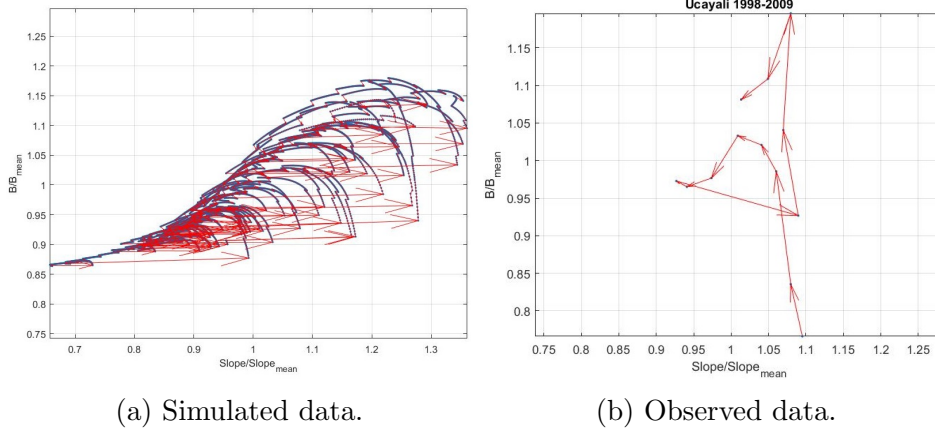 1.25
1.2
1.15
1.1
1.05
1
0.95
0.9
0.85
0.8
0.75
B/B_mean
0.7 0.8 0.9 1 1.1 1.2 1.3
Slope/Slope_mean
(a) Simulated data.
Ucayali 1998-2009
1.15
1.1
1.05
1
0.95
0.9
0.85
0.8
B/B_mean
0.75 0.8 0.85 0.9 0.95 1 1.05 1.1 1.15 1.2 1.25
Slope/Slope_mean
(b) Observed data.